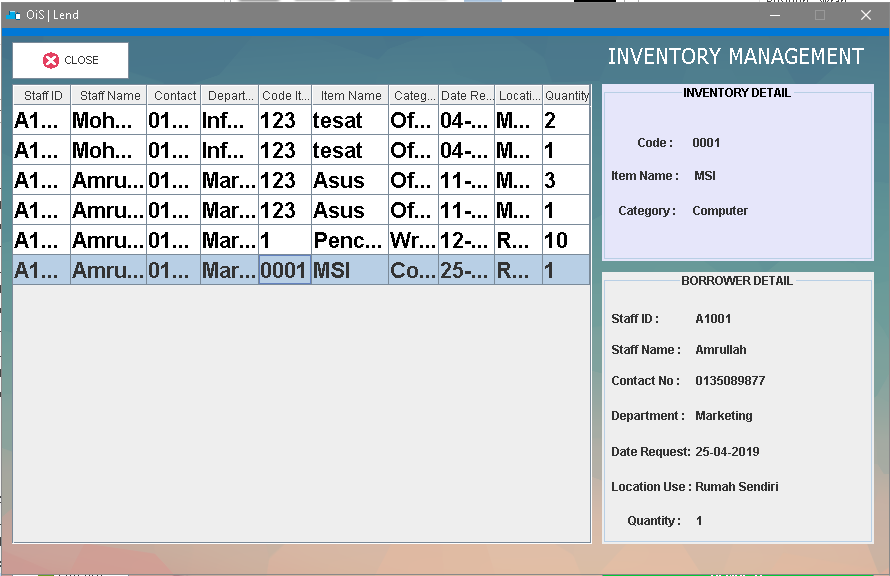 OiS | Lend
CLOSE
INVENTORY MANAGEMENT
Staff ID Staff Name Contact Depart... Code It... Item Name Categ... Date Re... Locati... Quantity
A1... Moh... 01... Inf... 123 tesat Of... 04-... M... 2
A1... Moh... 01... Inf... 123 tesat Of... 04-... M... 1
A1... Amru... 01... Mar... 123 Asus Of... 11-... M... 3
A1... Amru... 01... Mar... 123 Asus Of... 11-... M... 1
A1... Amru... 01... Mar... 1 Penc... Wr... 12-... R... 10
A1... Amru... 01... Mar... 0001 MSI Co... 25-... R... 1
INVENTORY DETAIL
Code : 0001
Item Name : MSI
Category : Computer
BORROWER DETAIL
Staff ID : A1001
Staff Name : Amrullah
Contact No : 0135089877
Department : Marketing
Date Request: 25-04-2019
Location Use : Rumah Sendiri
Quantity : 1